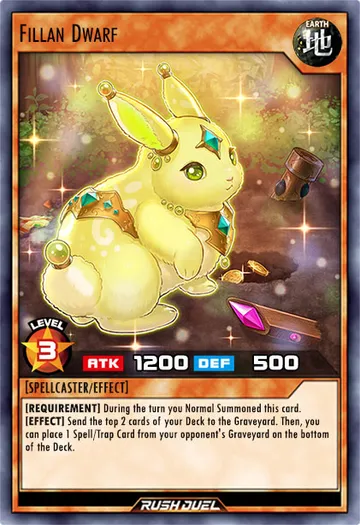 Fillan Dwarf
EARTH
地
LEVEL
3
ATK 1200 DEF 500
[SPELLCASTER/EFFECT]
[REQUIREMENT] During the turn you Normal Summoned this card.
[EFFECT] Send the top 2 cards of your Deck to the Graveyard. Then, you
can place 1 Spell/Trap Card from your opponent's Graveyard on the bottom
of the Deck.
RUSH DUEL